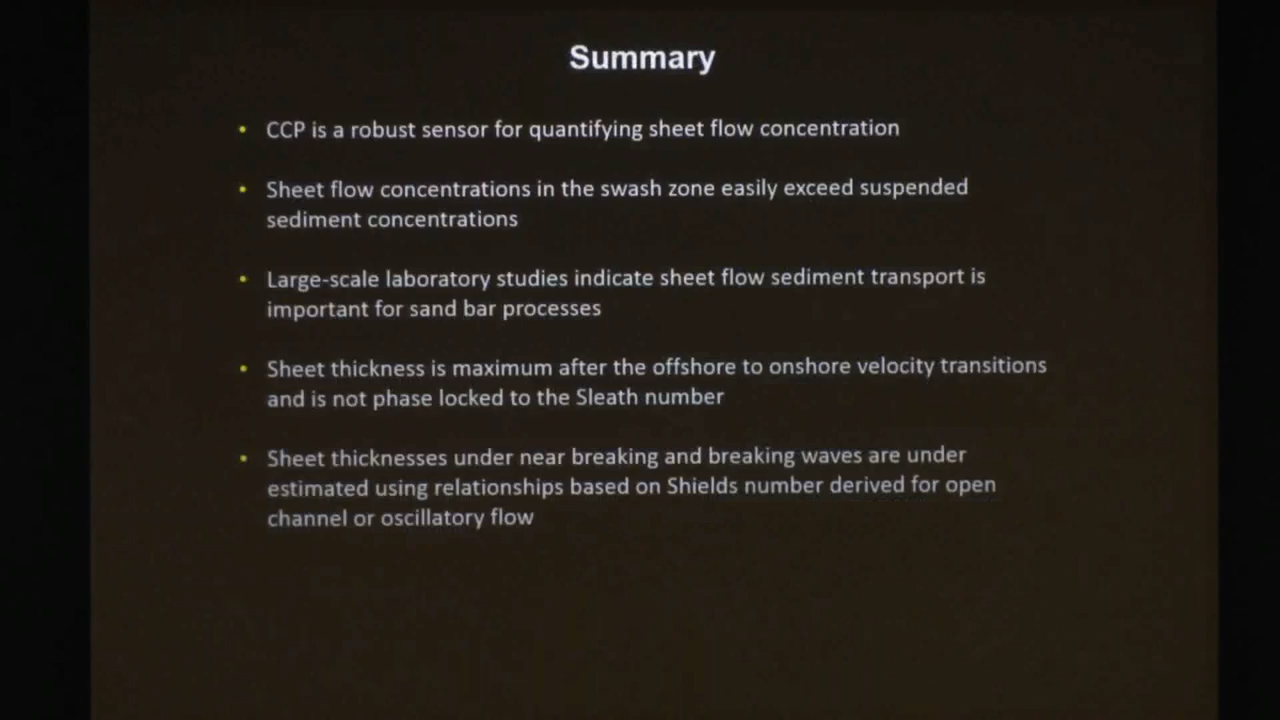 Summary
• CCP is a robust sensor for quantifying sheet flow concentration
• Sheet flow concentrations in the swash zone easily exceed suspended
sediment concentrations
• Large-scale laboratory studies indicate sheet flow sediment transport is
important for sand bar processes
• Sheet thickness is maximum after the offshore to onshore velocity transitions
and is not phase locked to the Sleath number
• Sheet thicknesses under near breaking and breaking waves are under
estimated using relationships based on Shields number derived for open
channel or oscillatory flow